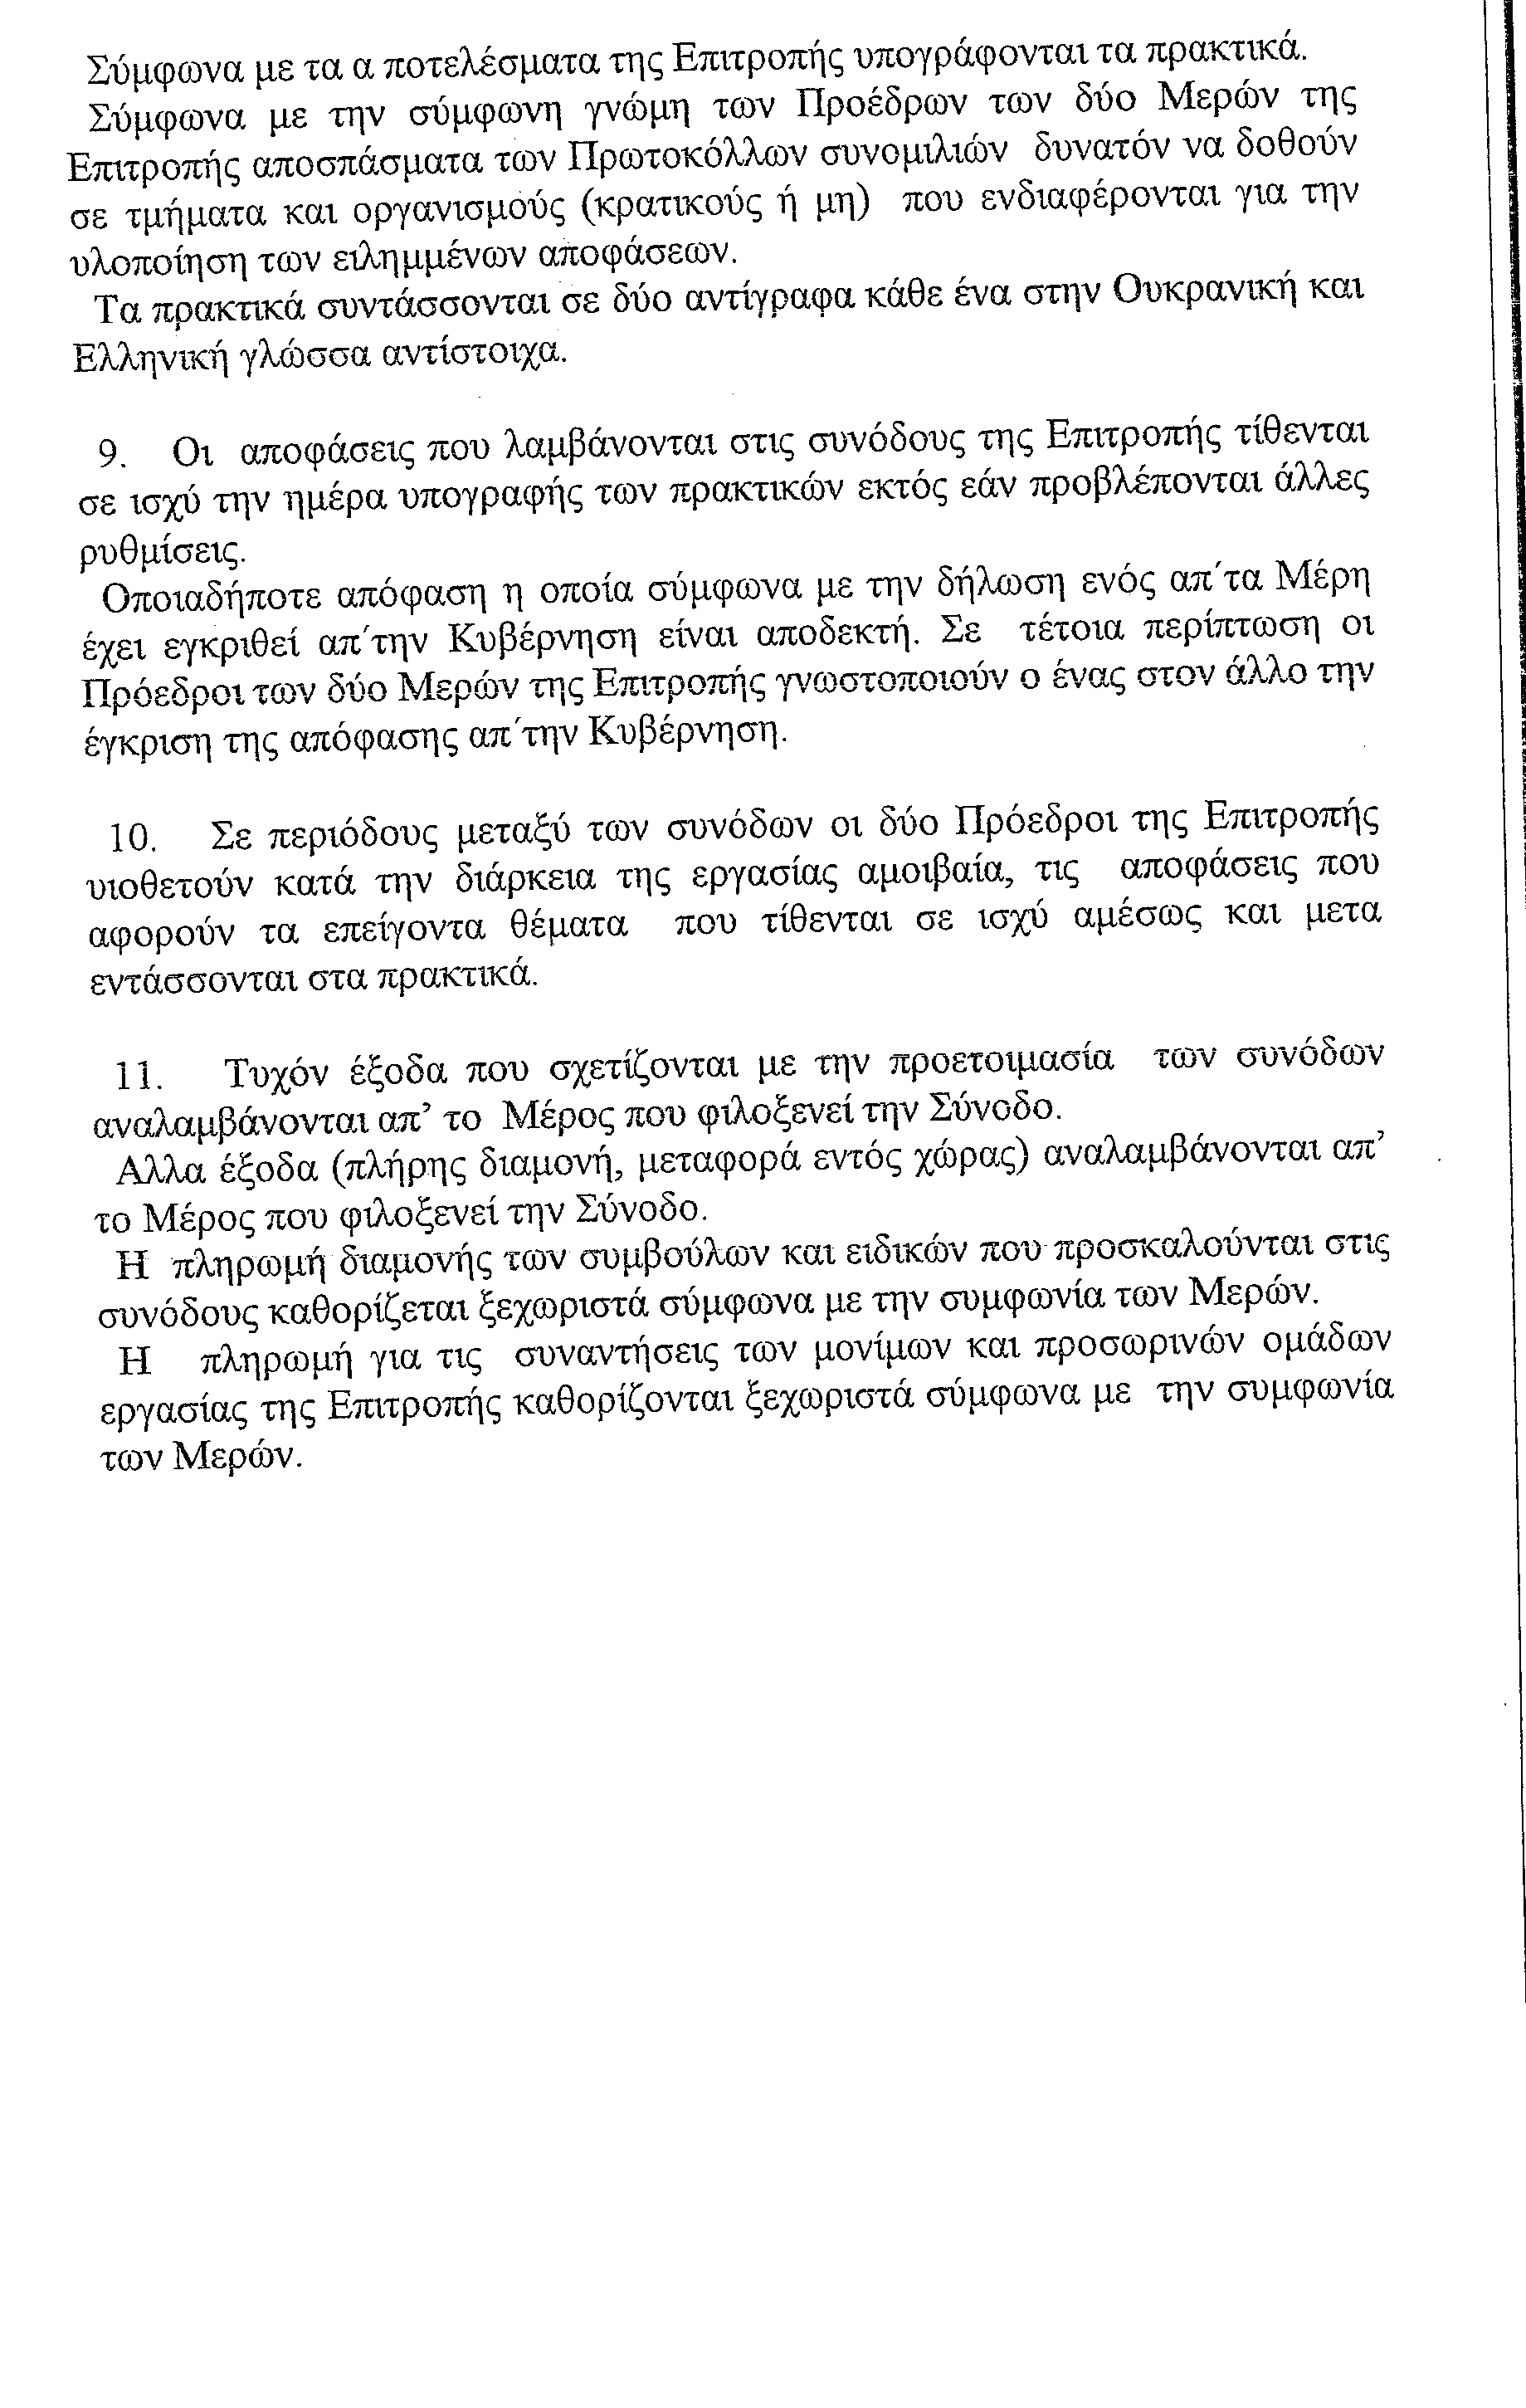 Σύμφωνα με τα α ποτελέσματα της Επιτροπής υπογράφονται τα πρακτικά.
Σύμφωνα με την σύμφωνη γνώμη των Προέδρων των δύο Μερών της
Επιτροπής αποσπάσματα των Πρωτοκόλλων συνομιλιών δυνατόν να δοθούν
σε τμήματα και οργανισμούς (κρατικούς ή μη) που ενδιαφέρονται για την
υλοποίηση των ειλημμένων αποφάσεων.
Τα πρακτικά συντάσσονται σε δύο αντίγραφα κάθε ένα στην Ουκρανική και
Ελληνική γλώσσα αντίστοιχα.
9. Οι αποφάσεις που λαμβάνονται στις συνόδους της Επιτροπής τίθενται
σε ισχύ την ημέρα υπογραφής των πρακτικών εκτός εάν προβλέπονται άλλες
ρυθμίσεις.
Οποιαδήποτε απόφαση η οποία σύμφωνα με την δήλωση ενός απ΄τα Μέρη
έχει εγκριθεί απ΄την Κυβέρνηση είναι αποδεκτή. Σε τέτοια περίπτωση οι
Πρόεδροι των δύο Μερών της Επιτροπής γνωστοποιούν ο ένας στον άλλο την
έγκριση της απόφασης απ΄την Κυβέρνηση.
10. Σε περιόδους μεταξύ των συνόδων οι δύο Πρόεδροι της Επιτροπής
υιοθετούν κατά την διάρκεια της εργασίας αμοιβαία, τις αποφάσεις που
αφορούν τα επείγοντα θέματα που τίθενται σε ισχύ αμέσως και μετα
εντάσσονται στα πρακτικά.
11. Τυχόν έξοδα που σχετίζονται με την προετοιμασία των συνόδων
αναλαμβάνονται απ’ το Μέρος που φιλοξενεί την Σύνοδο.
Αλλα έξοδα (πλήρης διαμονή, μεταφορά εντός χώρας) αναλαμβάνονται απ’
το Μέρος που φιλοξενεί την Σύνοδο.
Η πληρωμή διαμονής των συμβούλων και ειδικών που προσκαλούνται στις
συνόδους καθορίζεται ξεχωριστά σύμφωνα με την συμφωνία των Μερών.
Η πληρωμή για τις συναντήσεις των μονίμων και προσωρινών ομάδων
εργασίας της Επιτροπής καθορίζονται ξεχωριστά σύμφωνα με την συμφωνία
των Μερών.